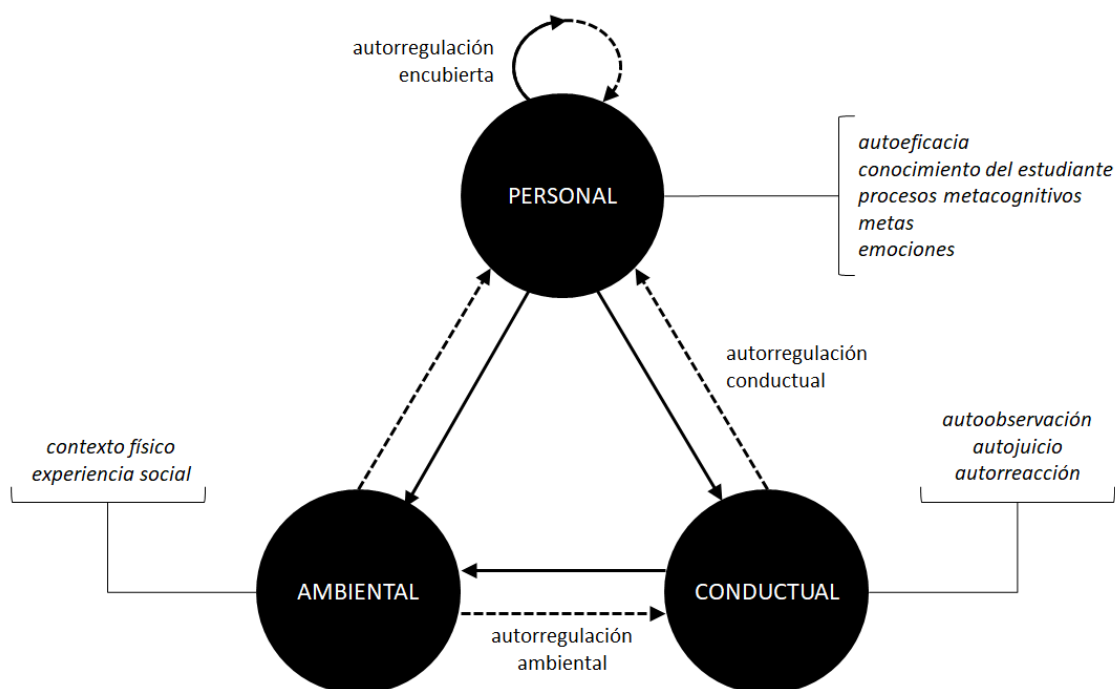 autorregulación
encubierta
PERSONAL
autoeficacia
conocimiento del estudiante
procesos metacognitivos
metas
emociones
autorregulación
conductual
contexto físico
experiencia social
autoobservación
autojuicio
autorreacción
AMBIENTAL
CONDUCTUAL
autorregulación
ambiental